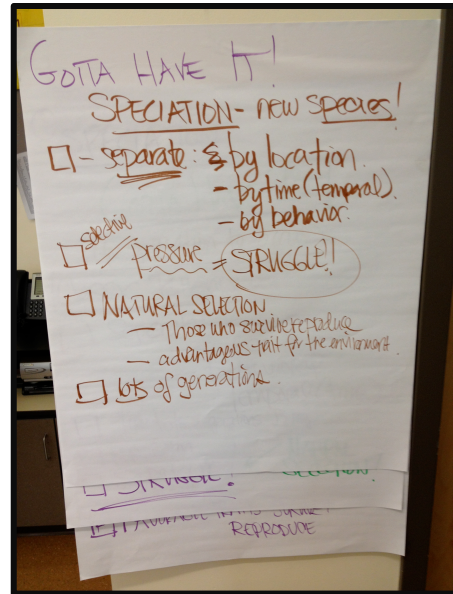 GOTTA HAVE IT!
SPECIATION- new species!
- separate: by location.
- by time (temporal).
- by behavior.
selective
pressure = STRUGGLE!
NATURAL SELECTION
- Those who survive reproduce
- advantageous trait for the environment.
lots of generations.
STRUGGLE!
SELECTION.
REPRODUCE